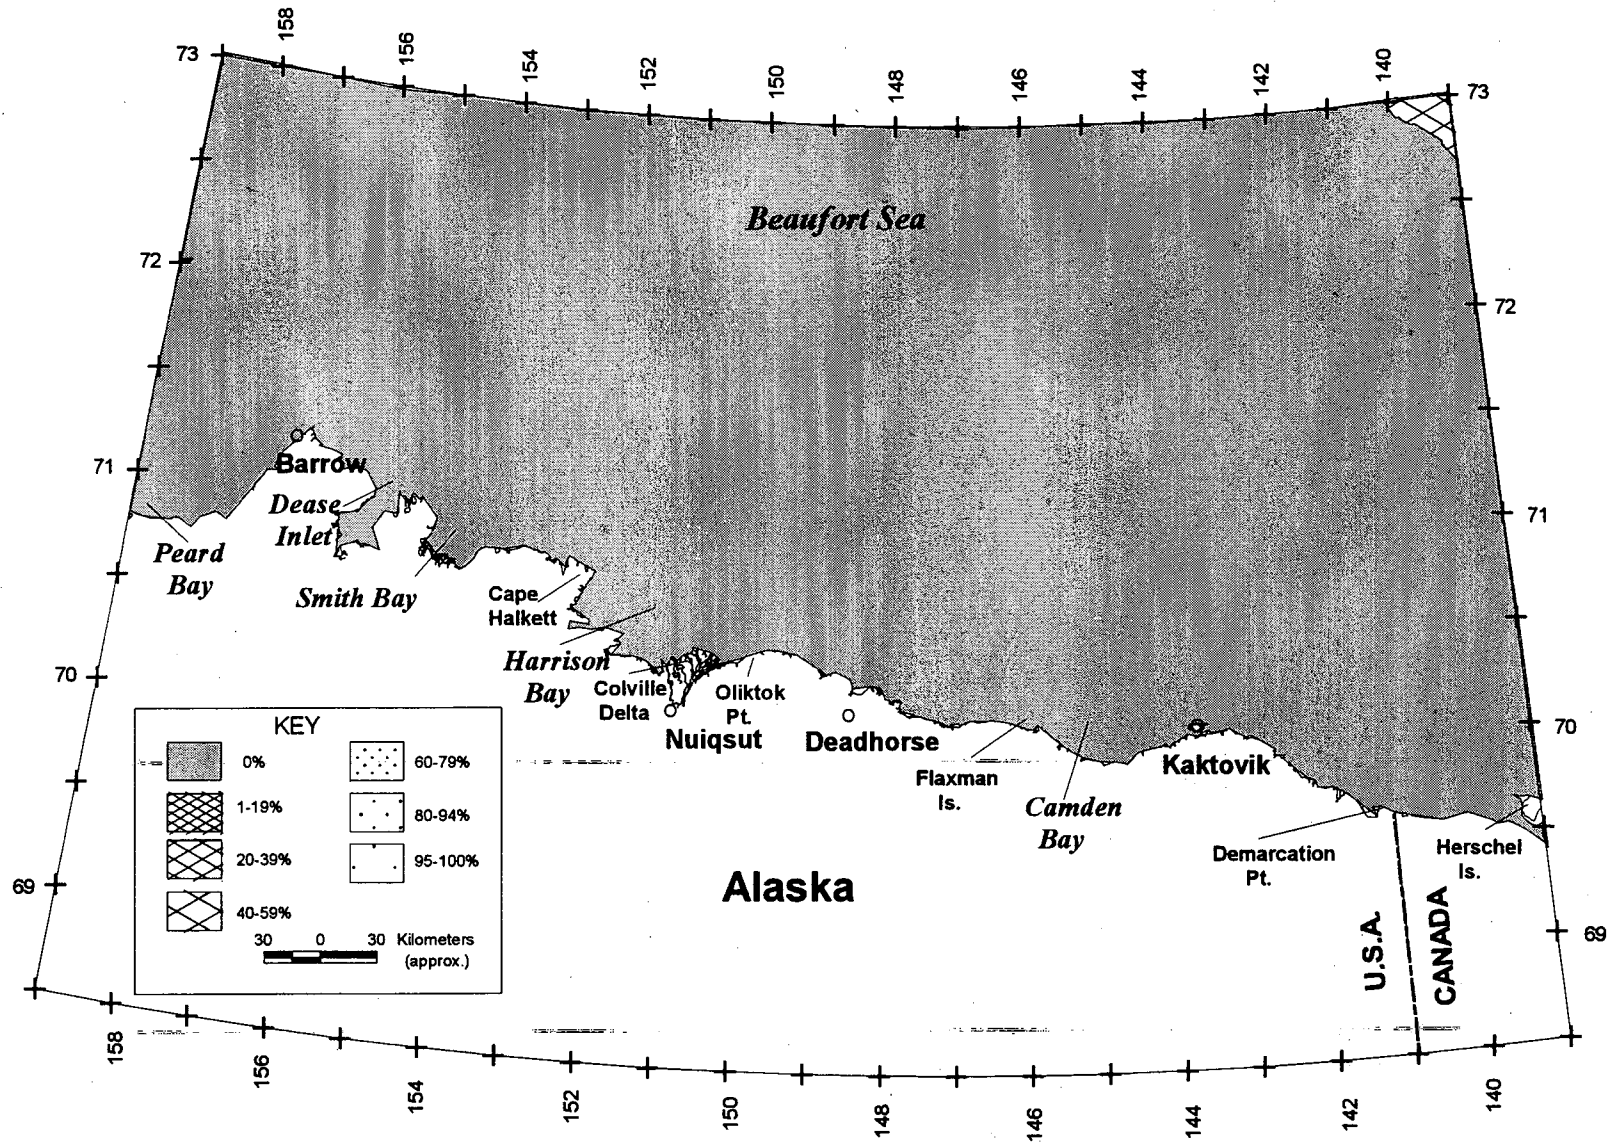 158
156
154
152
150
148
146
144
142
140
73
73
Beaufort Sea
72
72
71
Barrow
Dease
Inlet
71
Peard
Bay
Smith Bay
Cape
Halkett
Harrison
Bay
70
Colville
Delta
Oliktok
Pt.
Nuiqsut
Deadhorse
70
Kaktovik
Flaxman
Is.
Camden
Bay
Demarcation
Pt.
Herschel
Is.
KEY
0%
60-79%
1-19%
80-94%
20-39%
95-100%
40-59%
30 0 30 Kilometers
(approx.)
69
Alaska
U.S.A.
CANADA
69
158
156
154
152
150
148
146
144
142
140